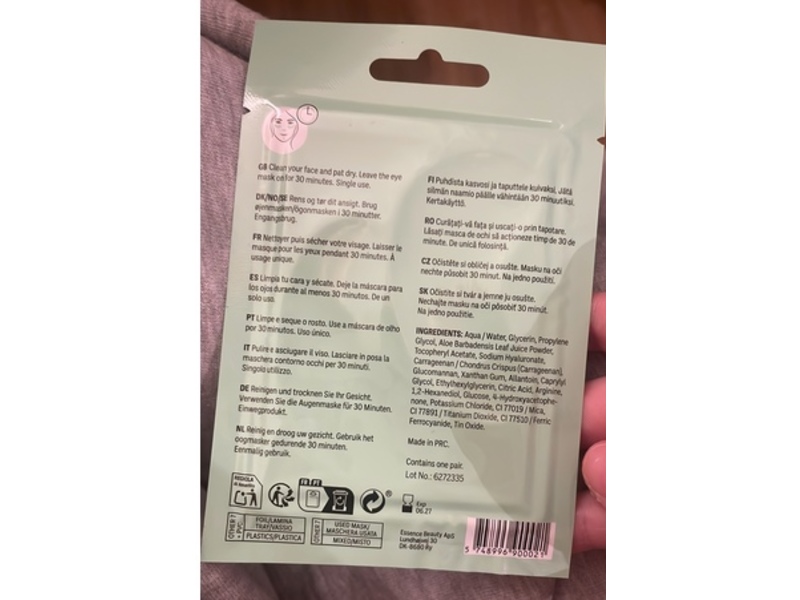 GB Clean your face and pat dry. Leave the eye
mask on for 30 minutes. Single use.
DK/NO/SE Rens og tør dit ansigt. Brug
øjenmasken/ögonmasken i 30 minutter.
Engangsbrug.
FR Nettoyer puis sécher votre visage. Laisser le
masque pour les yeux pendant 30 minutes. À
usage unique.
ES Limpia tu cara y sécate. Deje la máscara para
los ojos durante al menos 30 minutos. De un
solo uso.
PT Limpe e seque o rosto. Use a máscara de olho
por 30 minutos. Uso único.
IT Pulire e asciugare il viso. Lasciare in posa la
maschera contorno occhi per 30 minuti.
Singolo utilizzo.
DE Reinigen und trocknen Sie Ihr Gesicht.
Verwenden Sie die Augenmaske für 30 Minuten.
Einwegprodukt.
NL Reinig en droog uw gezicht. Gebruik het
oogmasker gedurende 30 minuten.
Eenmalig gebruik.
FI Puhdista kasvosi ja taputtele kuivaksi. Jätä
silmän naamio päälle vähintään 30 minuutiksi.
Kertakäyttö.
RO Curățați-vă fața și uscați-o prin tapotare.
Lăsați masca de ochi să acționeze timp de 30 de
minute. De unică folosință.
CZ Očistěte si obličej a osušte. Masku na oči
nechte působit 30 minut. Na jedno použití.
SK Očistite si tvár a jemne ju osušte.
Nechajte masku na oči pôsobiť 30 minút.
Na jedno použitie.
INGREDIENTS: Aqua / Water, Glycerin, Propylene
Glycol, Aloe Barbadensis Leaf Juice Powder,
Tocopheryl Acetate, Sodium Hyaluronate,
Carrageenan / Chondrus Crispus (Carrageenan),
Glucomannan, Xanthan Gum, Allantoin, Caprylyl
Glycol, Ethylhexylglycerin, Citric Acid, Arginine,
1,2-Hexanediol, Glucose, 4-Hydroxyacetophe-
none, Potassium Chloride, CI 77019 / Mica,
CI 77891 / Titanium Dioxide, CI 77510 / Ferric
Ferrocyanide, Tin Oxide.
Made in PRC.
Contains one pair.
Lot No.: 6272335
REGOLA
FR PT
®
Exp
06.27
OTHER 7
+ PVC
FOIL/LAMINA
TRAY/VASSIO
PLASTICS/PLASTICA
OTHER 7
USED MASK/
MASCHERA USATA
MIXED/MISTO
Essence Beauty ApS
Lundhøjvej 30
DK-8680 Ry
5 748996 900021